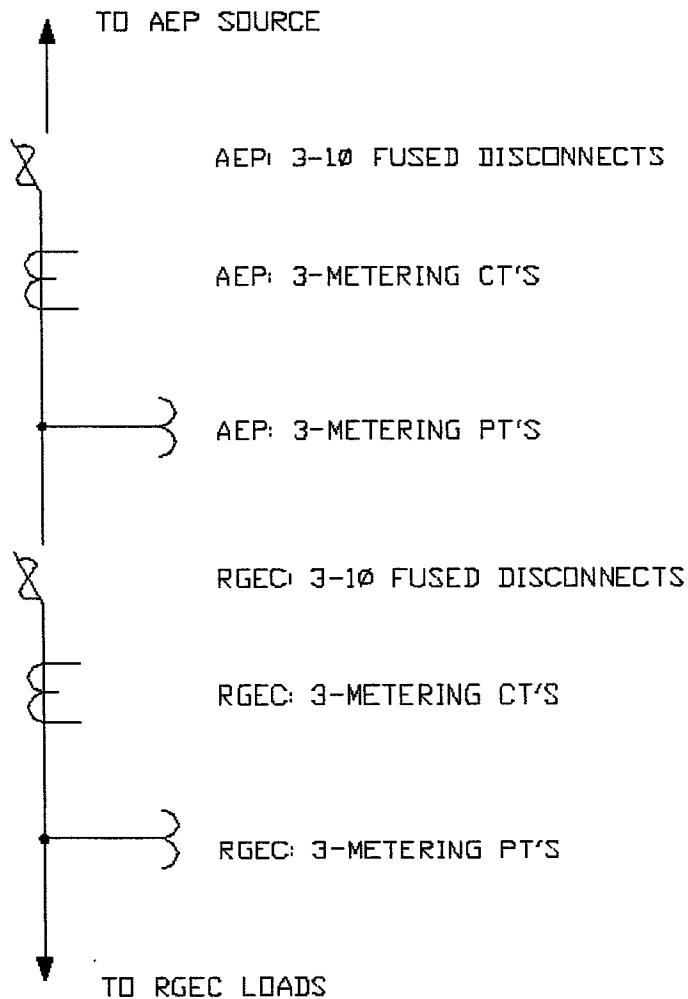 TO AEP SOURCE
AEP: 3-1Ø FUSED DISCONNECTS
AEP: 3-METERING CT'S
AEP: 3-METERING PT'S
RGEC: 3-1Ø FUSED DISCONNECTS
RGEC: 3-METERING CT'S
RGEC: 3-METERING PT'S
TO RGEC LOADS